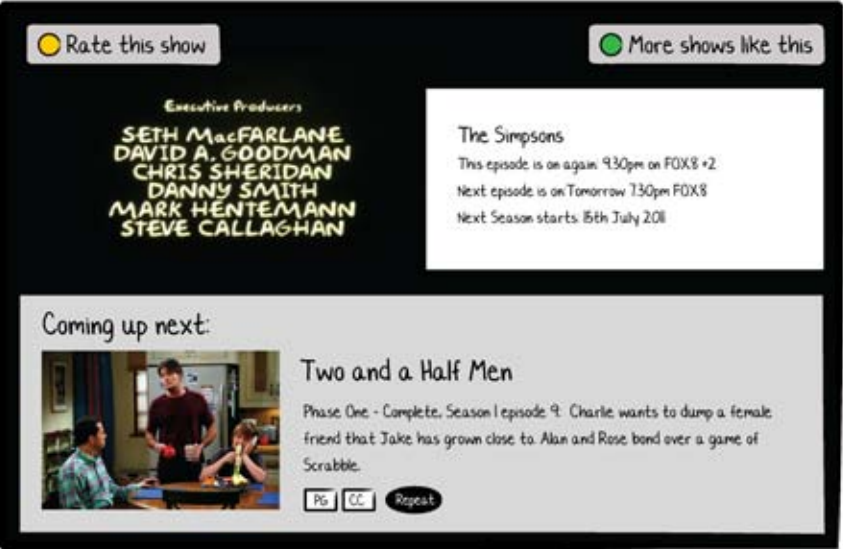 Rate this show
More shows like this
Executive Producers
SETH MacFARLANE
DAVID A. GOODMAN
CHRIS SHERIDAN
DANNY SMITH
MARK HENTEMANN
STEVE CALLAGHAN
The Simpsons
This episode is on again: 9.30pm on FOX8 +2
Next episode is on Tomorrow 7.30pm FOX8
Next Season starts: 15th July 2011
Coming up next:
Two and a Half Men
Phase One - Complete, Season 1 episode 9: Charlie wants to dump a female
friend that Jake has grown close to. Alan and Rose bond over a game of
Scrabble.
PG CC Repeat